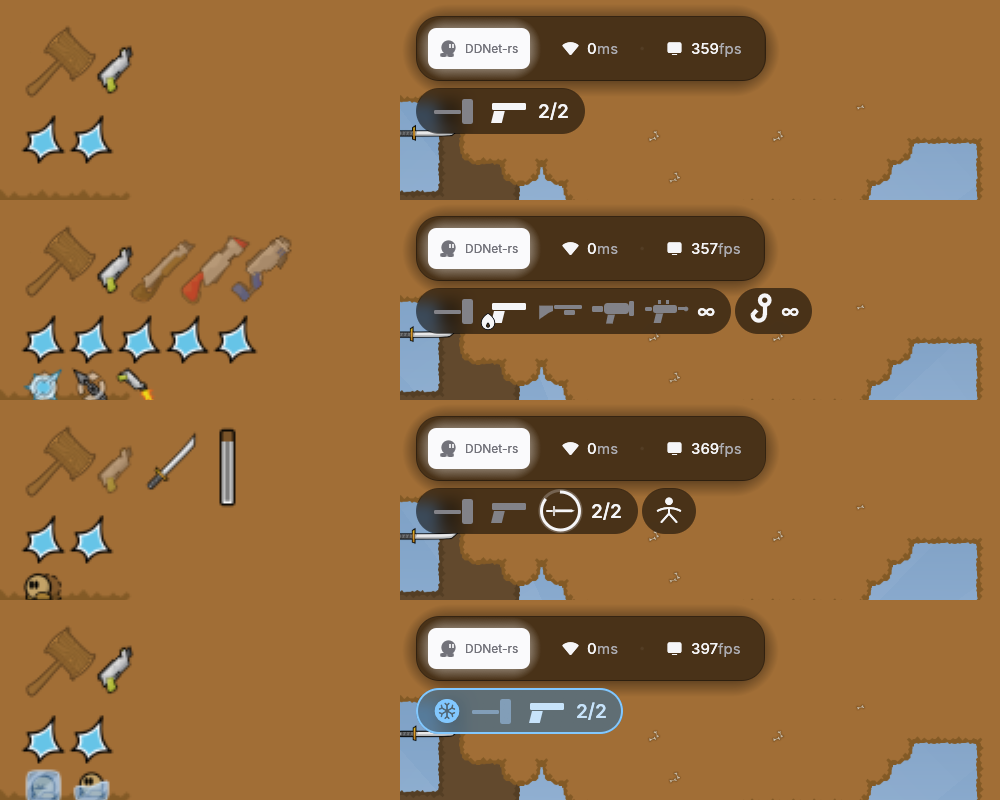 DDNet-rs 0ms 359fps
2/2
DDNet-rs 0ms 357fps
∞ ∞
DDNet-rs 0ms 369fps
2/2
DDNet-rs 0ms 397fps
2/2